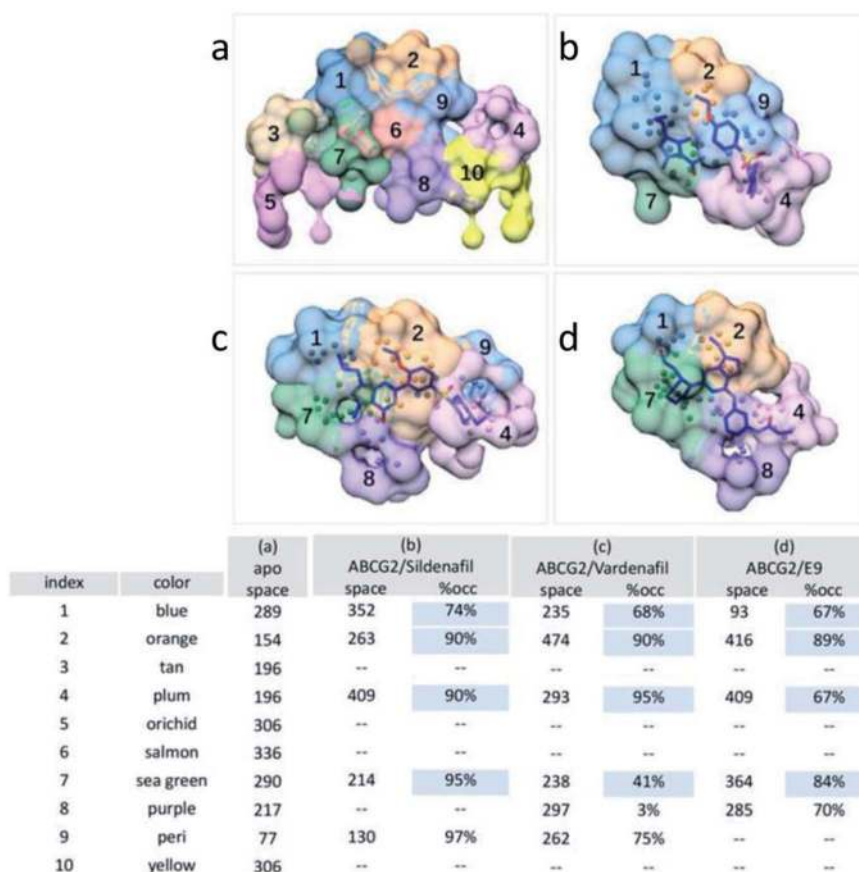 a
1
2
3
4
5
6
7
8
9
10
b
1
2
9
7
4
c
1
2
9
7
4
8
d
1
2
7
4
8
(a) (b) (c) (d)
apo ABCG2/Sildenafil ABCG2/Vardenafil ABCG2/E9
index color space space %occ space %occ space %occ
1 blue 289 352 74% 235 68% 93 67%
2 orange 154 263 90% 474 90% 416 89%
3 tan 196 -- -- -- -- -- --
4 plum 196 409 90% 293 95% 409 67%
5 orichid 306 -- -- -- -- -- --
6 salmon 336 -- -- -- -- -- --
7 sea green 290 214 95% 238 41% 364 84%
8 purple 217 -- -- 297 3% 285 70%
9 peri 77 130 97% 262 75% -- --
10 yellow 306 -- -- -- -- -- --